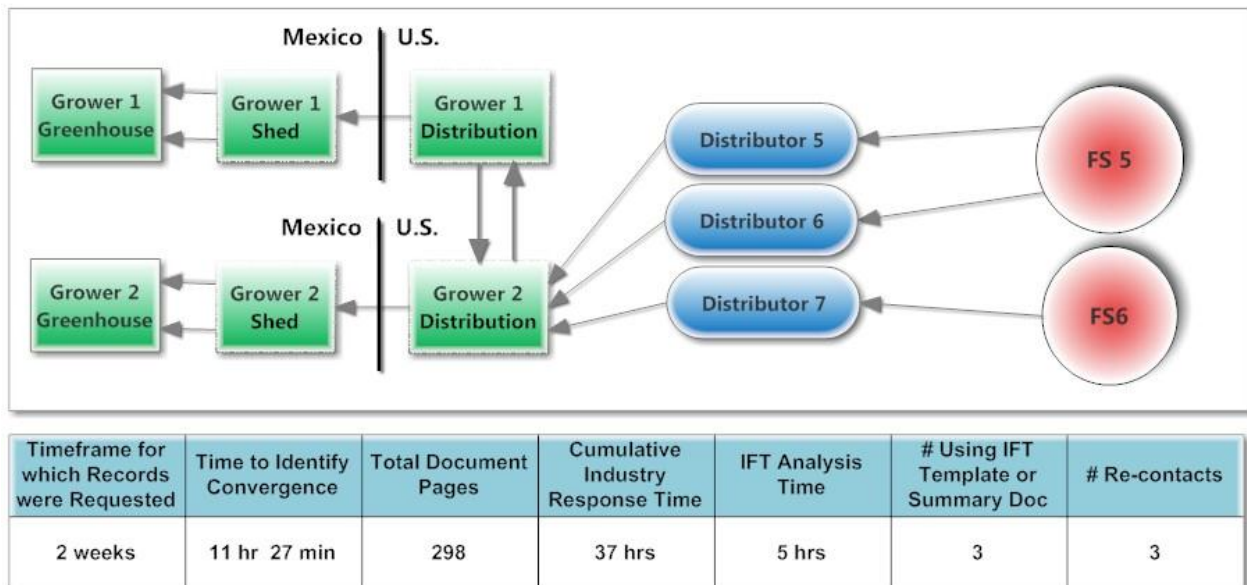 Mexico U.S.
Grower 1
Greenhouse
Grower 1
Shed
Grower 1
Distribution
Distributor 5
FS 5
Distributor 6
Mexico U.S.
Grower 2
Greenhouse
Grower 2
Shed
Grower 2
Distribution
Distributor 7
FS6
Timeframe for
which Records
were Requested
Time to Identify
Convergence
Total Document
Pages
Cumulative
Industry
Response Time
IFT Analysis
Time
# Using IFT
Template or
Summary Doc
# Re-contacts
2 weeks
11 hr 27 min
298
37 hrs
5 hrs
3
3